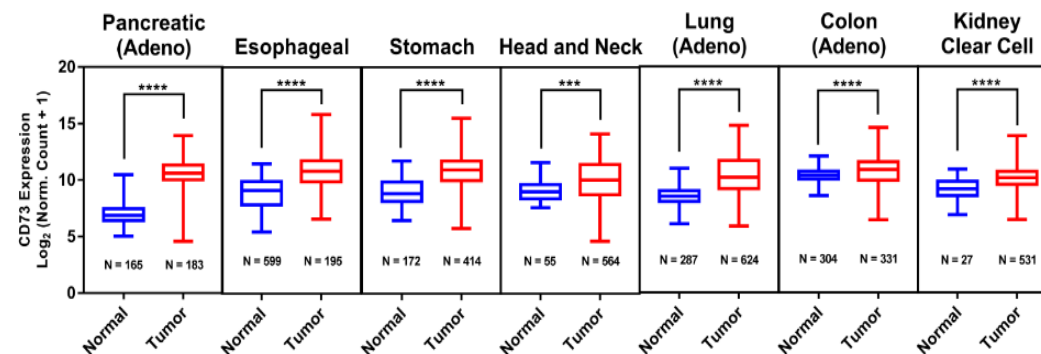 Pancreatic
(Adeno)
Esophageal
Stomach
Head and Neck
Lung
(Adeno)
Colon
(Adeno)
Kidney
Clear Cell
CD73 Expression
Log₂ (Norm. Count + 1)
20
15
10
5
0
**** **** **** *** **** **** ****
N = 165 N = 183 N = 599 N = 195 N = 172 N = 414 N = 55 N = 564 N = 287 N = 624 N = 304 N = 331 N = 27 N = 531
Normal Tumor Normal Tumor Normal Tumor Normal Tumor Normal Tumor Normal Tumor Normal Tumor